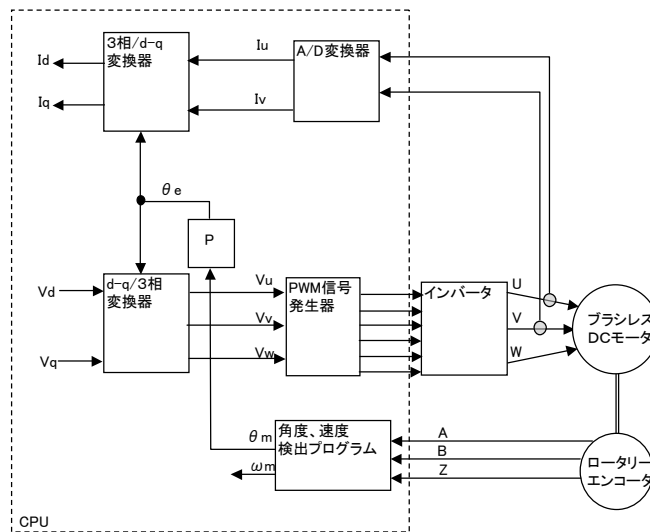 3相/d-q
変換器
A/D変換器
Id
Iq
Iu
Iv
θe
P
d-q/3相
変換器
Vd
Vq
Vu
Vv
Vw
PWM信号
発生器
インバータ
U
V
W
ブラシレス
DCモータ
角度、速度
検出プログラム
θm
ωm
A
B
Z
ロータリー
エンコータ
CPU